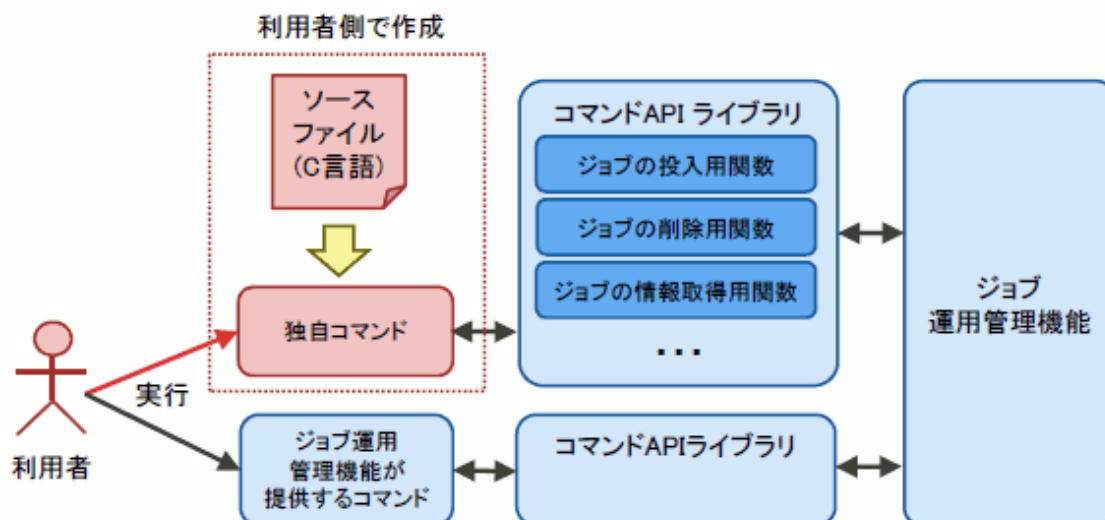 利用者側で作成
ソース
ファイル
(C言語)
独自コマンド
コマンドAPI ライブラリ
ジョブの投入用関数
ジョブの削除用関数
ジョブの情報取得用関数
・・・
ジョブ
運用管理機能
実行
利用者
ジョブ運用
管理機能が
提供するコマンド
コマンドAPIライブラリ